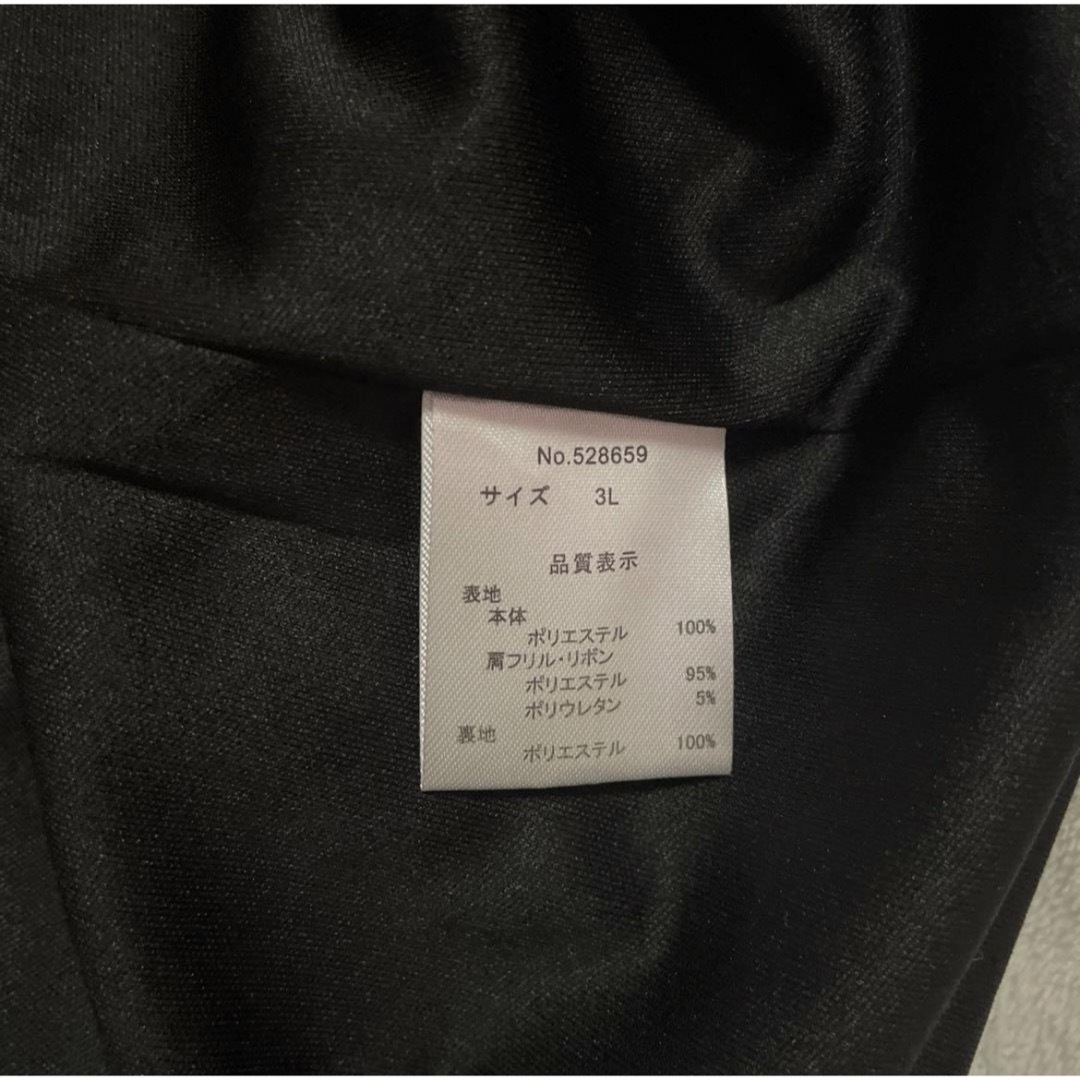 No.528659
サイズ 3L
品質表示
表地
本体
ポリエステル 100%
肩フリル・リボン
ポリエステル 95%
ポリウレタン 5%
裏地
ポリエステル 100%